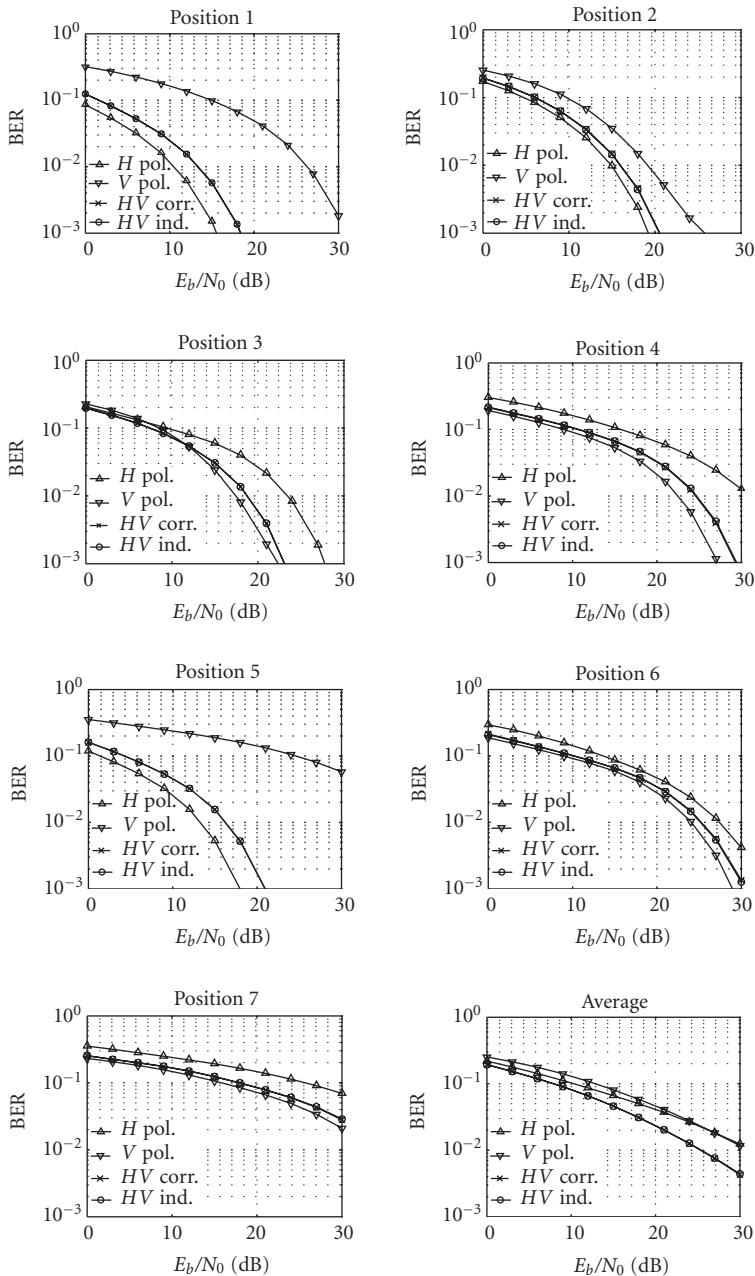 Position 1
10^0
10^-1
10^-2
10^-3
BER
H pol.
V pol.
HV corr.
HV ind.
0 10 20 30
E_b/N_0 (dB)
Position 2
10^0
10^-1
10^-2
10^-3
BER
H pol.
V pol.
HV corr.
HV ind.
0 10 20 30
E_b/N_0 (dB)
Position 3
10^0
10^-1
10^-2
10^-3
BER
H pol.
V pol.
HV corr.
HV ind.
0 10 20 30
E_b/N_0 (dB)
Position 4
10^0
10^-1
10^-2
10^-3
BER
H pol.
V pol.
HV corr.
HV ind.
0 10 20 30
E_b/N_0 (dB)
Position 5
10^0
10^-1
10^-2
10^-3
BER
H pol.
V pol.
HV corr.
HV ind.
0 10 20 30
E_b/N_0 (dB)
Position 6
10^0
10^-1
10^-2
10^-3
BER
H pol.
V pol.
HV corr.
HV ind.
0 10 20 30
E_b/N_0 (dB)
Position 7
10^0
10^-1
10^-2
10^-3
BER
H pol.
V pol.
HV corr.
HV ind.
0 10 20 30
E_b/N_0 (dB)
Average
10^0
10^-1
10^-2
10^-3
BER
H pol.
V pol.
HV corr.
HV ind.
0 10 20 30
E_b/N_0 (dB)